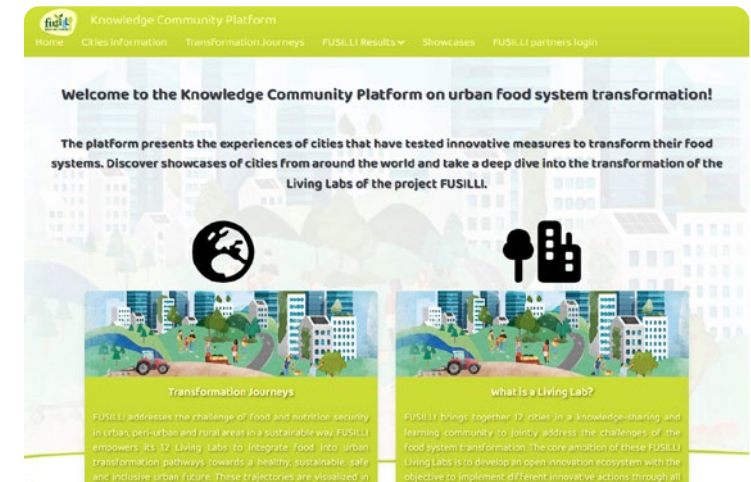 fusilli
Knowledge Community Platform
Home Cities information Transformation Journeys FUSILLI Results Showcases FUSILLI partners login
Welcome to the Knowledge Community Platform on urban food system transformation!
The platform presents the experiences of cities that have tested innovative measures to transform their food
systems. Discover showcases of cities from around the world and take a deep dive into the transformation of the
Living Labs of the project FUSILLI.
Transformation Journeys
FUSILLI addresses the challenge of food and nutrition security
in urban, peri-urban and rural areas in a sustainable way. FUSILLI
empowers its 12 Living Labs to integrate food into urban
transformation pathways towards a healthy, sustainable, safe
and inclusive urban future. These trajectories are visualized in
What is a Living Lab?
FUSILLI brings together 12 cities in a knowledge-sharing and
learning community to jointly address the challenges of the
food system transformation. The core ambition of these FUSILLI
Living Labs is to develop an open innovation ecosystem with the
objective to implement different innovative actions through all